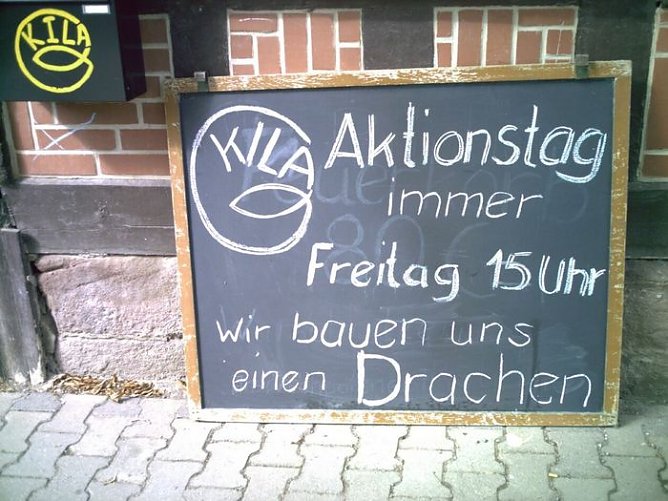 KILA
KILA
Aktionstag
immer
Freitag 15 Uhr
wir bauen uns
einen Drachen